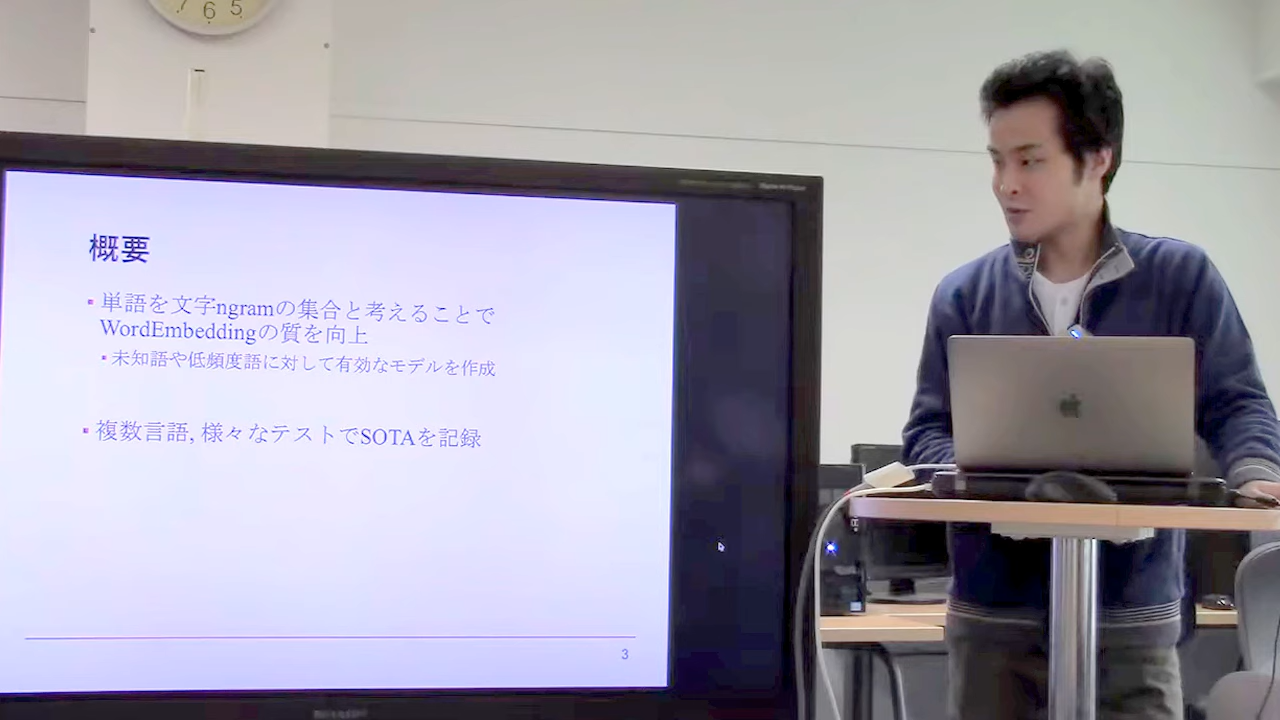 7 6 5
概要
単語を文字ngramの集合と考えることで
WordEmbeddingの質を向上
未知語や低頻度語に対して有効なモデルを作成
複数言語, 様々なテストでSOTAを記録
3